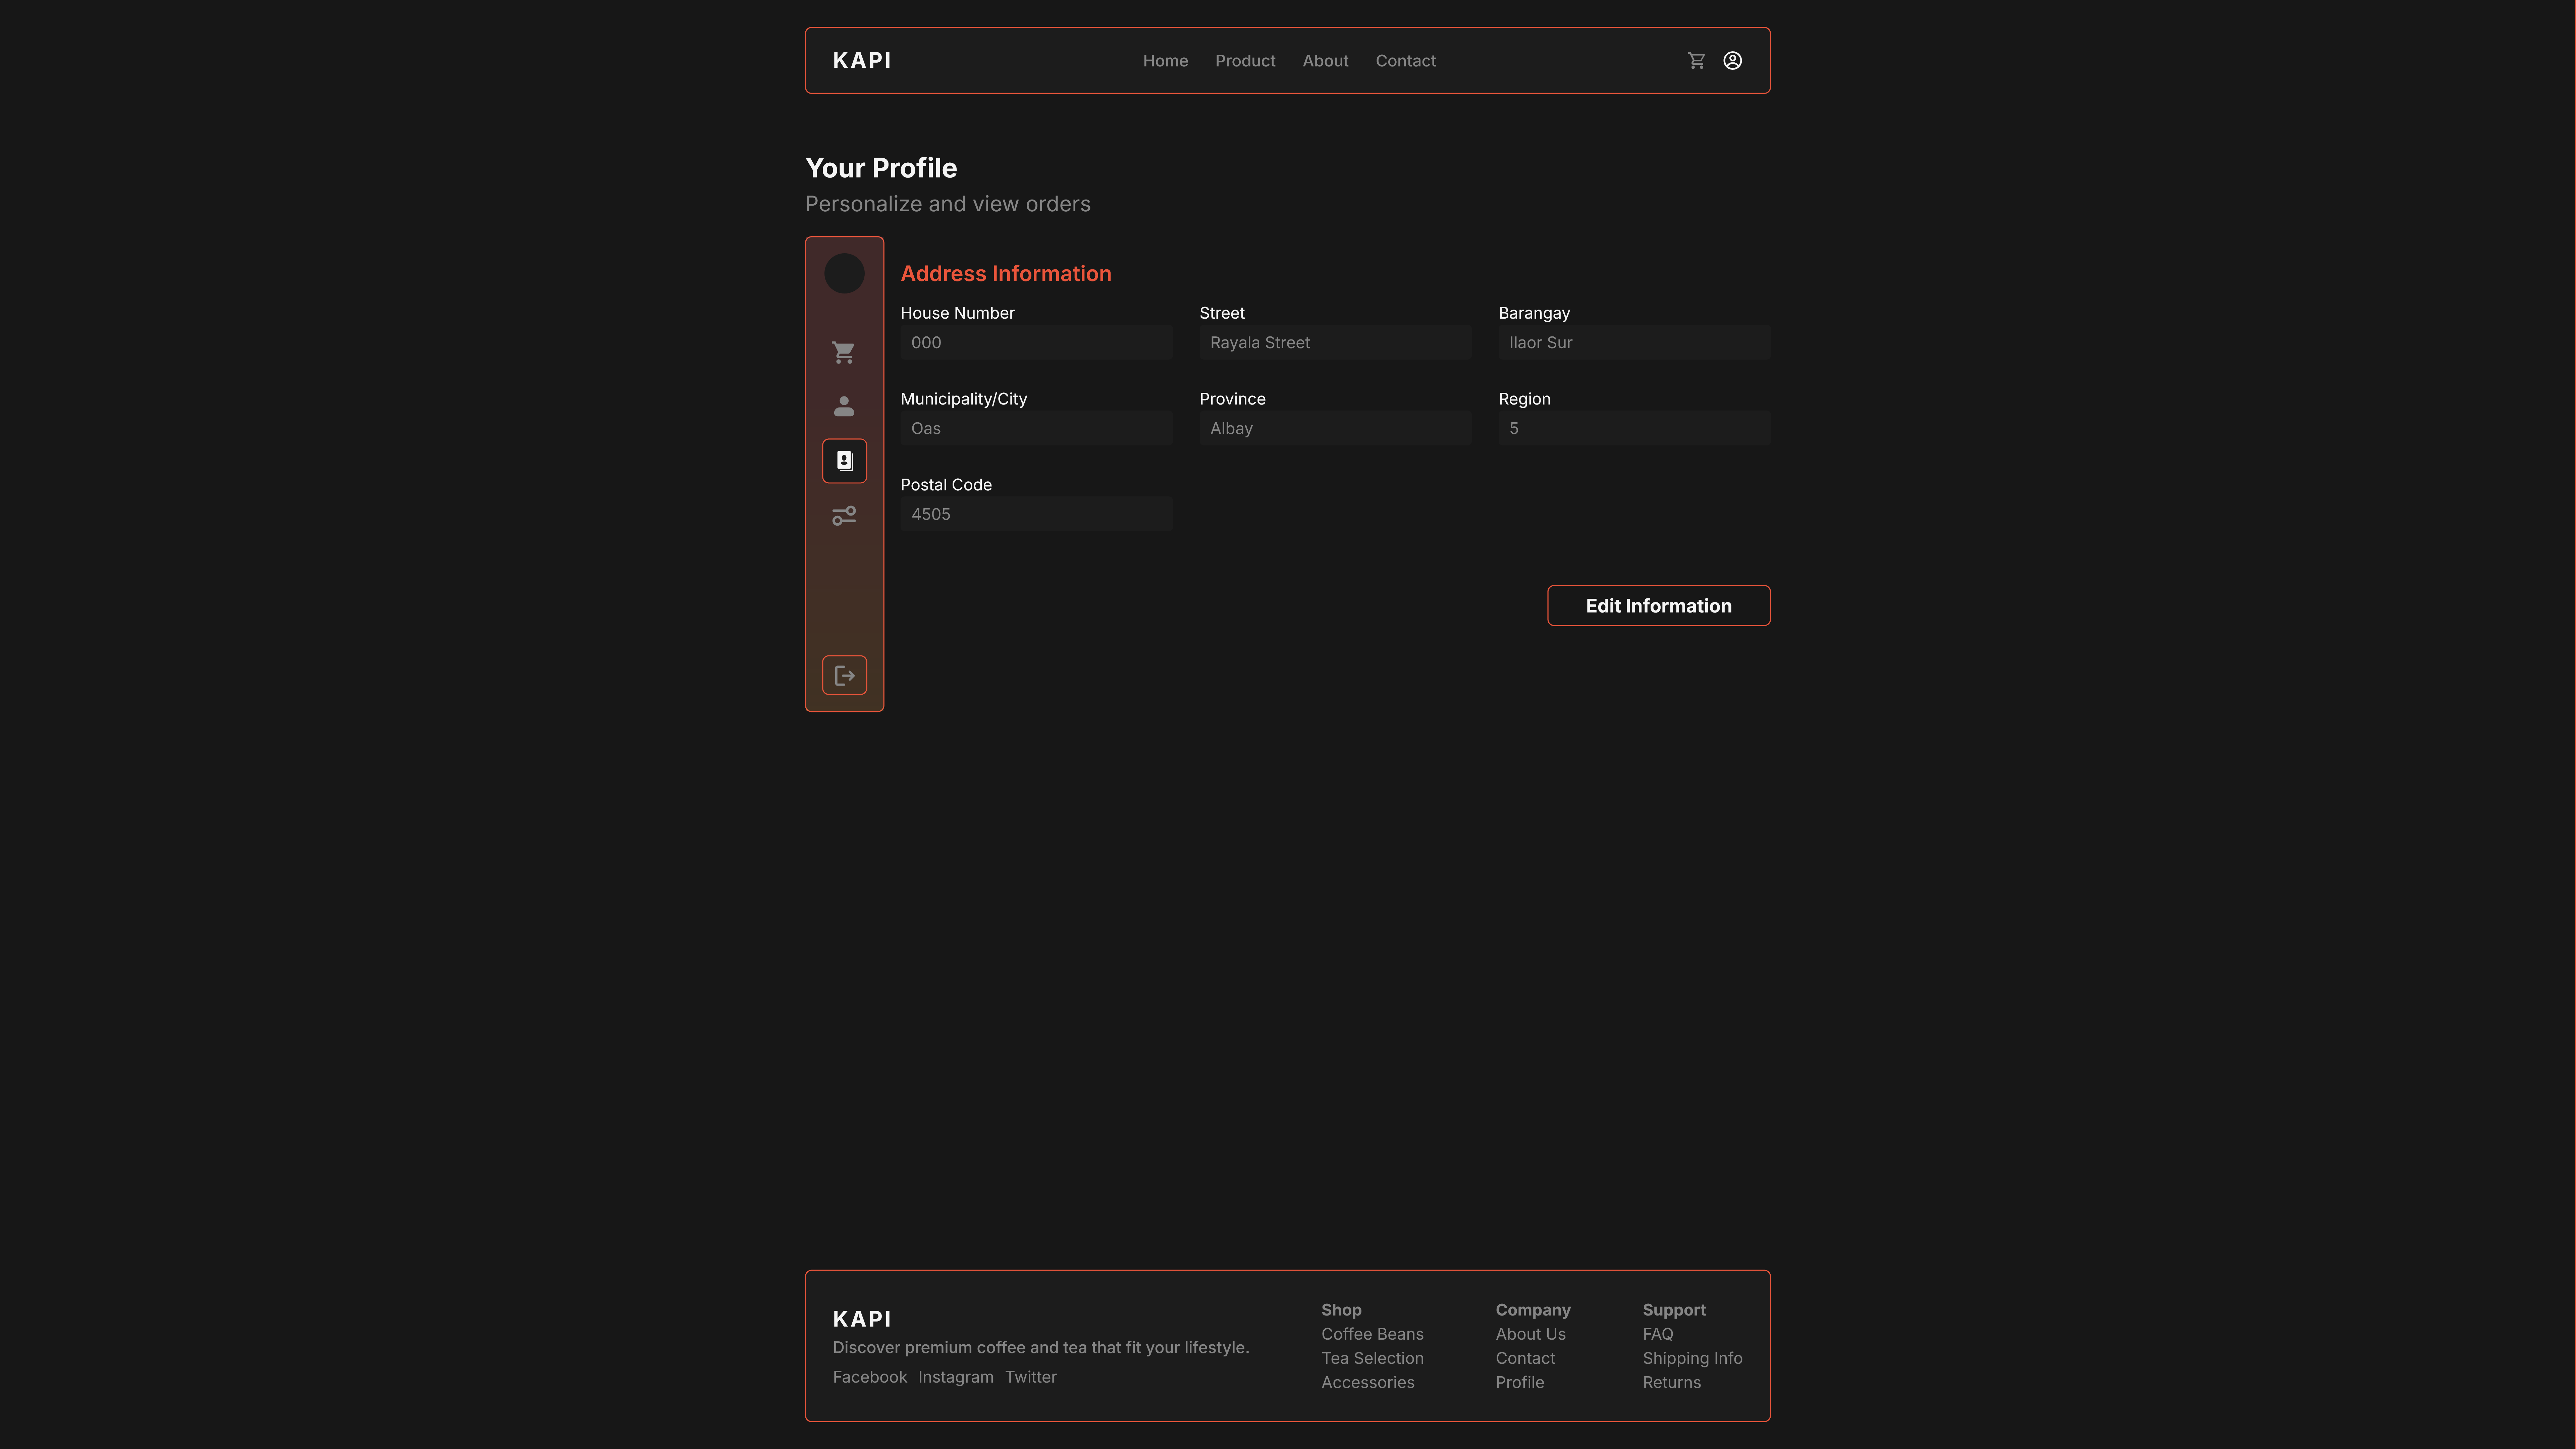 KAPI
Home Product About Contact
Your Profile
Personalize and view orders
Address Information
House Number Street Barangay
000 Rayala Street Ilaor Sur
Municipality/City Province Region
Oas Albay 5
Postal Code
4505
Edit Information
KAPI
Discover premium coffee and tea that fit your lifestyle.
Facebook Instagram Twitter
Shop
Coffee Beans
Tea Selection
Accessories
Company
About Us
Contact
Profile
Support
FAQ
Shipping Info
Returns